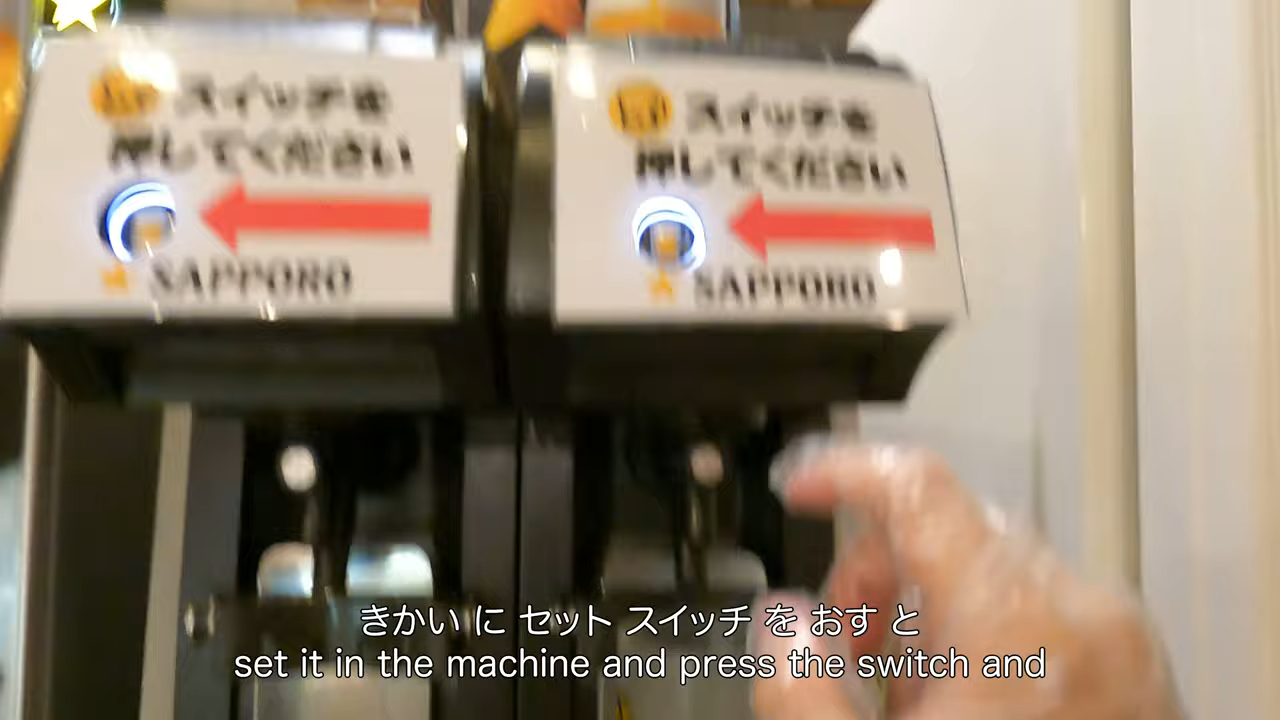 スイッチを
押してください
SAPPORO
スイッチを
押してください
SAPPORO
きかい に セット スイッチ を おす と
set it in the machine and press the switch and